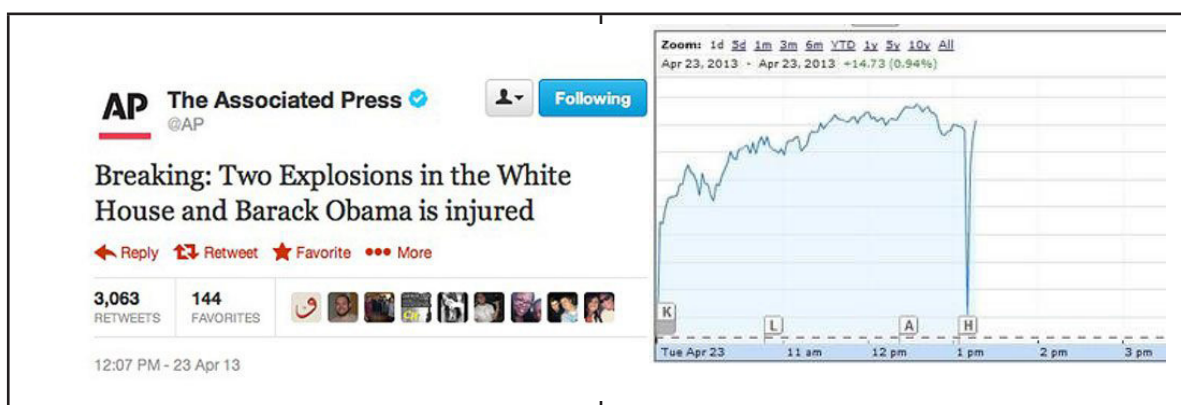 AP The Associated Press
@AP
Following
Breaking: Two Explosions in the White
House and Barack Obama is injured
Reply Retweet Favorite More
3,063 144
RETWEETS FAVORITES
12:07 PM - 23 Apr 13
Zoom: 1d 5d 1m 3m 6m YTD 1y 5y 10y All
Apr 23, 2013 - Apr 23, 2013 +14.73 (0.94%)
K
L A H
Tue Apr 23 11 am 12 pm 1 pm 2 pm 3 pm